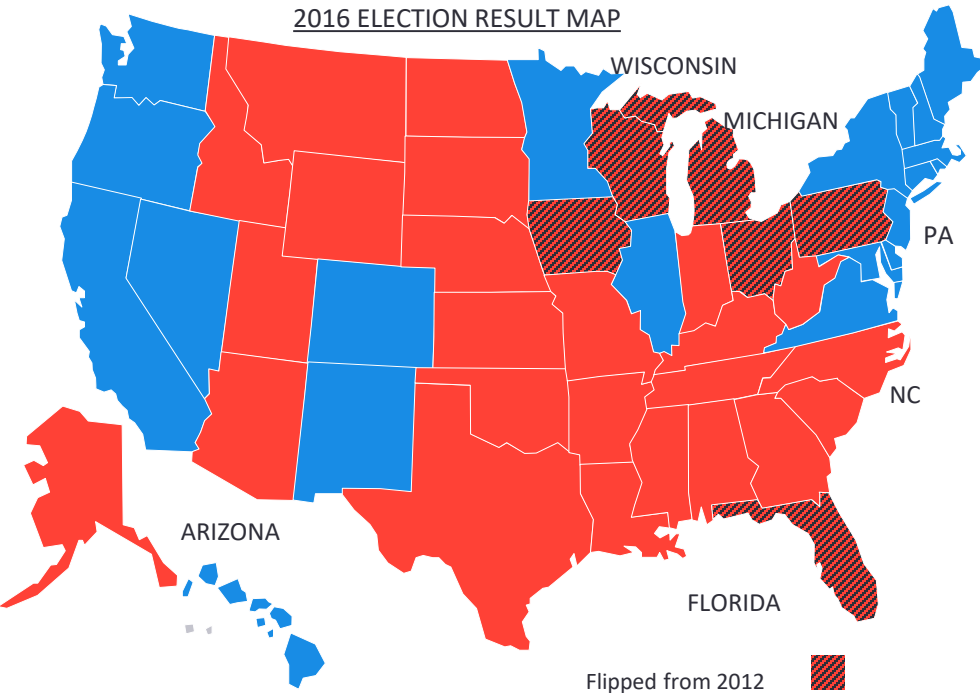 2016 ELECTION RESULT MAP
WISCONSIN
MICHIGAN
PA
NC
ARIZONA
FLORIDA
Flipped from 2012